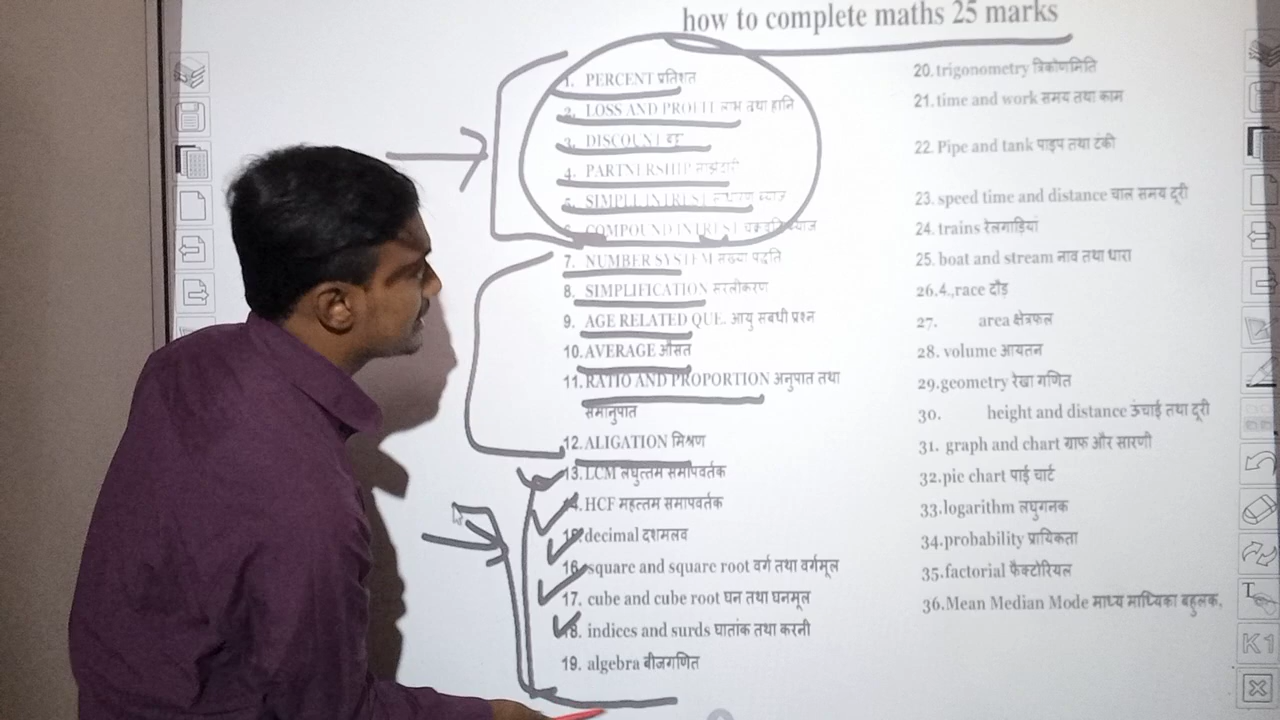 how to complete maths 25 marks
1. PERCENT प्रतिशत
2. LOSS AND PROFIT लाभ तथा हानि
3. DISCOUNT
4. PARTNERSHIP साझेदारी
5. SIMPLE INTREST साधारण ब्याज
6. COMPOUND INTREST चक्रवृद्धि ब्याज
7. NUMBER SYSTEM संख्या पद्धति
8. SIMPLIFICATION सरलीकरण
9. AGE RELATED QUE. आयु संबधी प्रश्न
10. AVERAGE औसत
11. RATIO AND PROPORTION अनुपात तथा
समानुपात
12. ALIGATION मिश्रण
13. LCM लघुत्तम समापवर्तक
14. HCF महत्तम समापवर्तक
15. decimal दशमलव
16. square and square root वर्ग तथा वर्गमूल
17. cube and cube root घन तथा घनमूल
18. indices and surds घातांक तथा करनी
19. algebra बीजगणित
20. trigonometry त्रिकोणमिति
21. time and work समय तथा काम
22. Pipe and tank पाइप तथा टंकी
23. speed time and distance चाल समय दूरी
24. trains रेलगाड़ियां
25. boat and stream नाव तथा धारा
26.4.,race दौड़
27. area क्षेत्रफल
28. volume आयतन
29.geometry रेखा गणित
30. height and distance ऊंचाई तथा दूरी
31. graph and chart ग्राफ और सारणी
32.pie chart पाई चार्ट
33.logarithm लघुगनक
34.probability प्रायिकता
35.factorial फैक्टोरियल
36.Mean Median Mode माध्य माध्यिका बहुलक,
T
K1